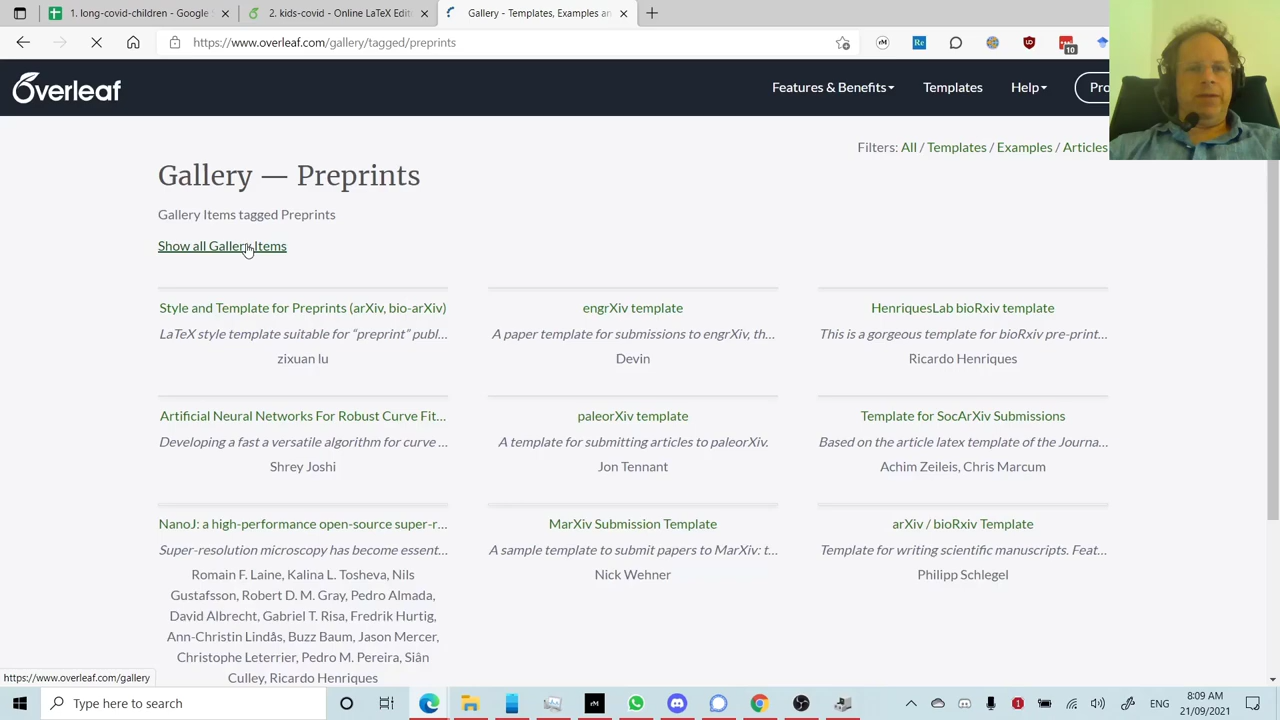 1. long-covid-children - Google
2. kids-covid - Online LaTeX Edit
Gallery - Templates, Examples an
https://www.overleaf.com/gallery/tagged/preprints
10
Overleaf
Features & Benefits
Templates
Help
Filters: All / Templates / Examples / Articles
Gallery — Preprints
Gallery Items tagged Preprints
Show all Gallery Items
Style and Template for Preprints (arXiv, bio-arXiv)
LaTeX style template suitable for “preprint” publ...
zixuan lu
engrXiv template
A paper template for submissions to engrXiv, th...
Devin
HenriquesLab bioRxiv template
This is a gorgeous template for bioRxiv pre-print...
Ricardo Henriques
Artificial Neural Networks For Robust Curve Fit...
Developing a fast a versatile algorithm for curve ...
Shrey Joshi
paleorXiv template
A template for submitting articles to paleorXiv.
Jon Tennant
Template for SocArXiv Submissions
Based on the article latex template of the Journa...
Achim Zeileis, Chris Marcum
NanoJ: a high-performance open-source super-r...
Super-resolution microscopy has become essent...
Romain F. Laine, Kalina L. Tosheva, Nils
Gustafsson, Robert D. M. Gray, Pedro Almada,
David Albrecht, Gabriel T. Risa, Fredrik Hurtig,
Ann-Christin Lindås, Buzz Baum, Jason Mercer,
Christophe Leterrier, Pedro M. Pereira, Siân
Culley, Ricardo Henriques
MarXiv Submission Template
A sample template to submit papers to MarXiv: t...
Nick Wehner
arXiv / bioRxiv Template
Template for writing scientific manuscripts. Feat...
Philipp Schlegel
https://www.overleaf.com/gallery
Type here to search
ENG
8:09 AM
21/09/2021